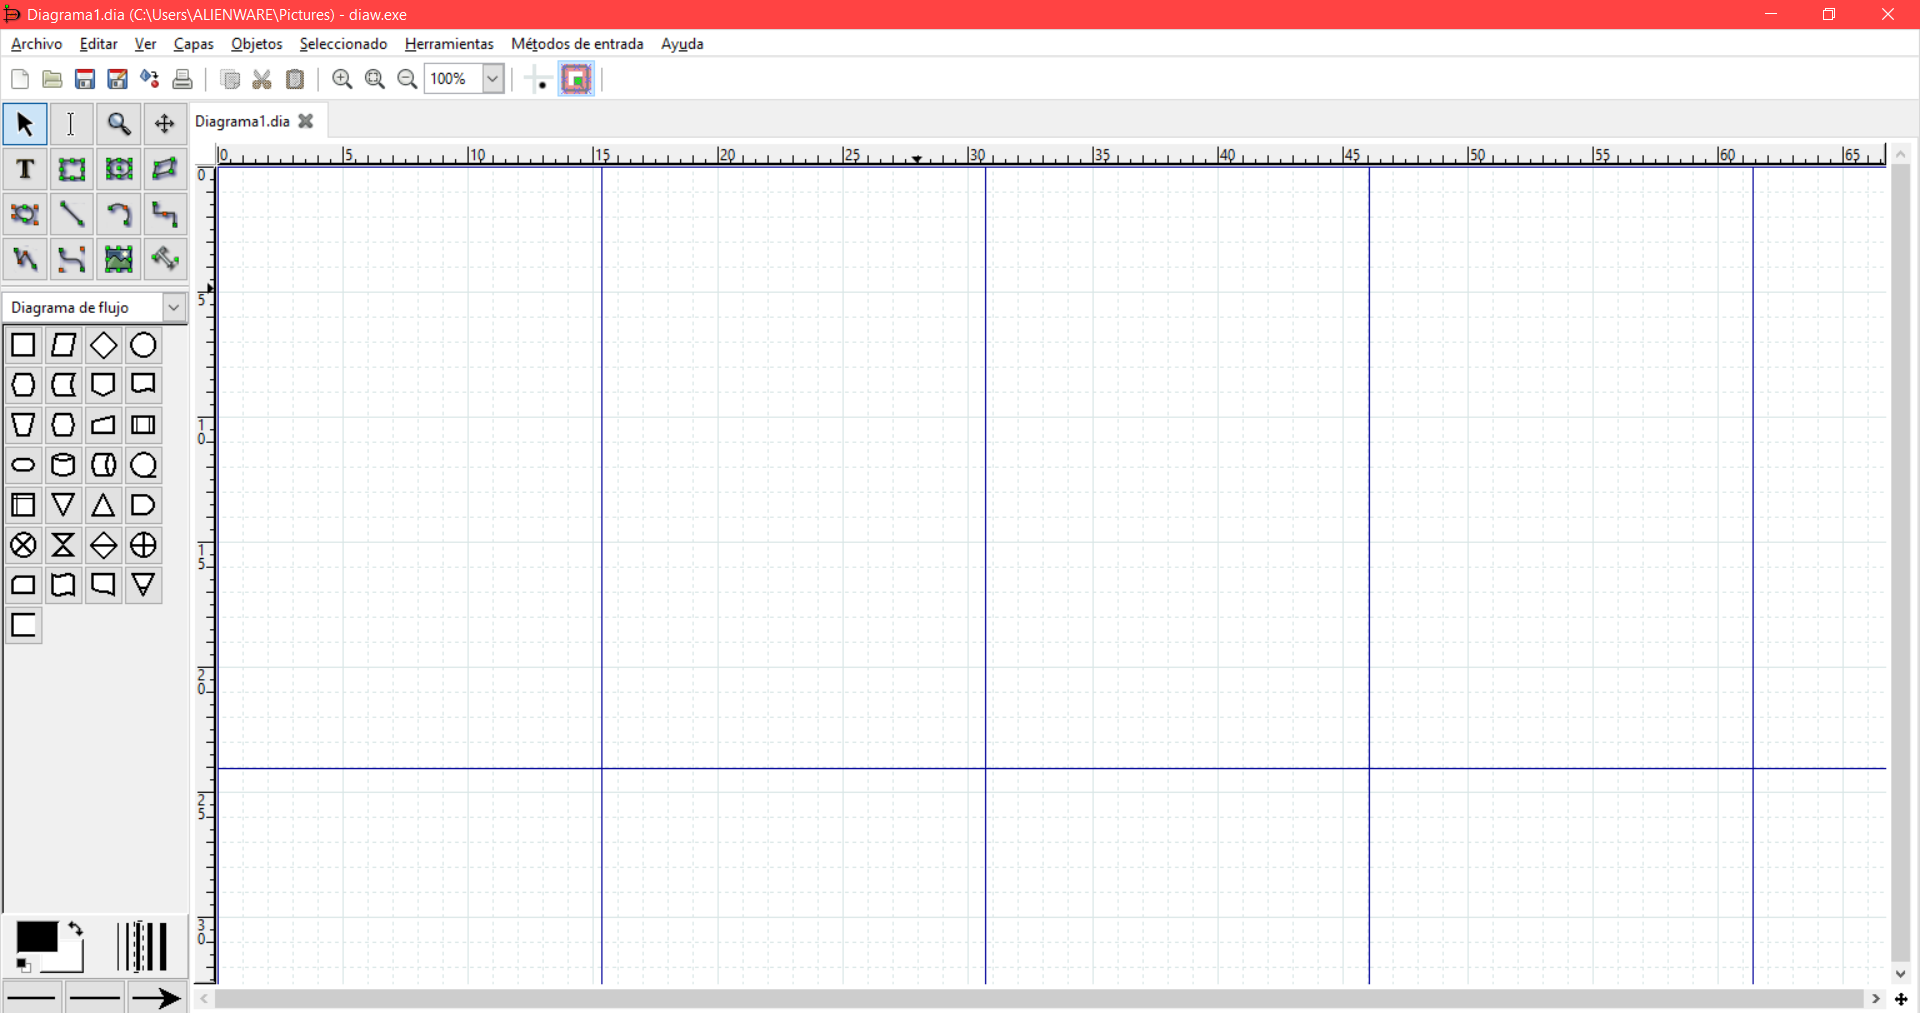 Diagrama1.dia (C:\Users\ALIENWARE\Pictures) - diaw.exe
Archivo Editar Ver Capas Objetos Seleccionado Herramientas Métodos de entrada Ayuda
100%
Diagrama1.dia
0 5 10 15 20 25 30 35 40 45 50 55 60 65
T
0
5
10
15
20
25
30
Diagrama de flujo